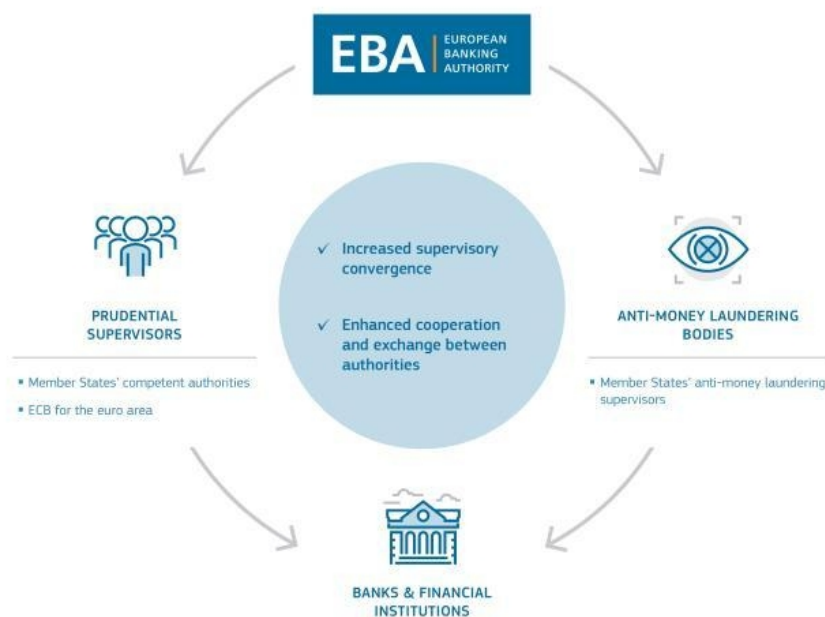 EBA
EUROPEAN
BANKING
AUTHORITY
✓ Increased supervisory
convergence
✓ Enhanced cooperation
and exchange between
authorities
PRUDENTIAL
SUPERVISORS
▪ Member States' competent authorities
▪ ECB for the euro area
ANTI-MONEY LAUNDERING
BODIES
▪ Member States' anti-money laundering
supervisors
BANKS & FINANCIAL
INSTITUTIONS